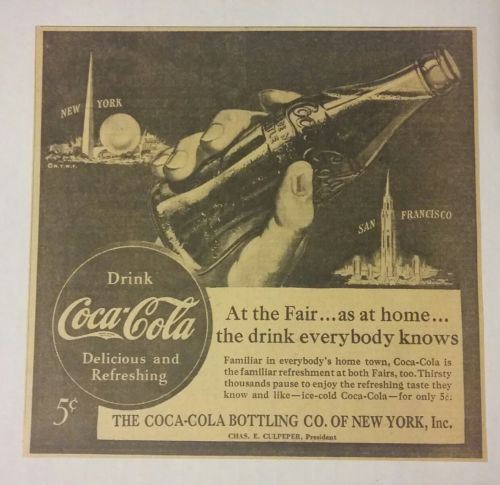 NEW YORK
© N.Y.W.F.
SAN FRANCISCO
Drink
Coca-Cola
Delicious and
Refreshing
5¢
At the Fair...as at home...
the drink everybody knows
Familiar in everybody's home town, Coca-Cola is
the familiar refreshment at both Fairs, too. Thirsty
thousands pause to enjoy the refreshing taste they
know and like—ice-cold Coca-Cola—for only 5¢.
THE COCA-COLA BOTTLING CO. OF NEW YORK, Inc.
CHAS. E. CULPEPER, President